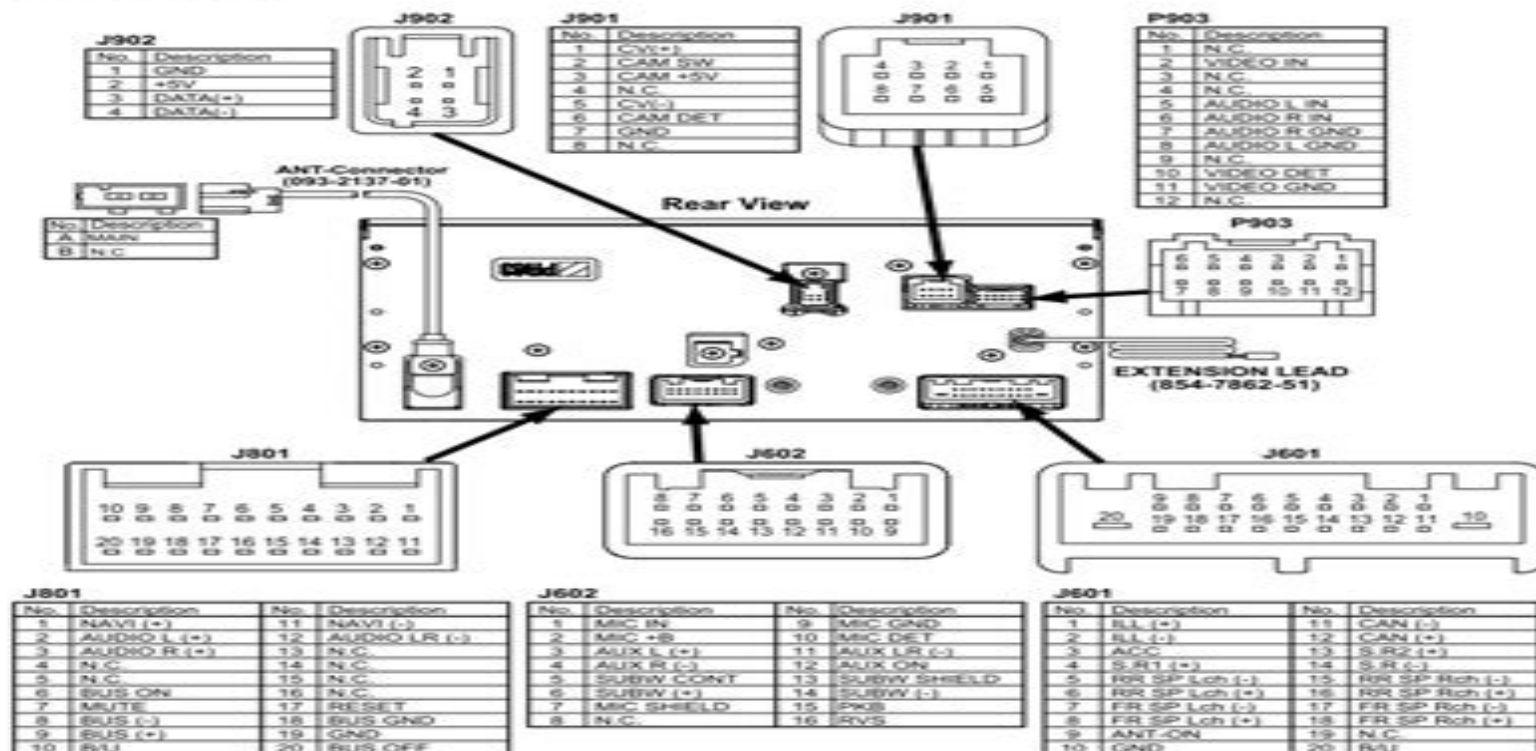 J902
J901
J901
P903
J902
No. Description
1 GND
2 +5V
3 DATA(+)
4 DATA(-)
2 1
4 3
No. Description
1 CV(+)
2 CAM SW
3 CAM +5V
4 N.C.
5 CV(-)
6 CAM DET
7 GND
8 N.C.
4 3 2 1
8 7 6 5
No. Description
1 N.C.
2 VIDEO IN
3 N.C.
4 N.C.
5 AUDIO L IN
6 AUDIO R IN
7 AUDIO R GND
8 AUDIO L GND
9 N.C.
10 VIDEO DET
11 VIDEO GND
12 N.C.
ANT-Connector
(093-2137-01)
No. Description
A MAIN
B N.C
Rear View
P903
6 5 4 3 2 1
7 8 9 10 11 12
EXTENSION LEAD
(854-7862-51)
J801
J602
J601
10 9 8 7 6 5 4 3 2 1
20 19 18 17 16 15 14 13 12 11
8 7 6 5 4 3 2 1
16 15 14 13 12 11 10 9
9 8 7 6 5 4 3 2 1
20 19 18 17 16 15 14 13 12 11 10
J801
No. Description No. Description
1 NAVI (+) 11 NAVI (-)
2 AUDIO L (+) 12 AUDIO LR (-)
3 AUDIO R (+) 13 N.C.
4 N.C. 14 N.C.
5 N.C. 15 N.C.
6 BUS ON 16 N.C.
7 MUTE 17 RESET
8 BUS (-) 18 BUS GND
9 BUS (+) 19 GND
10 B/U 20 BUS OFF
J602
No. Description No. Description
1 MIC IN 9 MIC GND
2 MIC +B 10 MIC DET
3 AUX L (+) 11 AUX LR (-)
4 AUX R (-) 12 AUX ON
5 SUBW CONT 13 SUBW SHIELD
6 SUBW (+) 14 SUBW (-)
7 MIC SHIELD 15 PKB
8 N.C. 16 RVS
J601
No. Description No. Description
1 ILL (+) 11 CAN (-)
2 ILL (-) 12 CAN (+)
3 ACC 13 S.R2 (+)
4 S.R1 (+) 14 S.R (-)
5 RR SP Lch (-) 15 RR SP Rch (-)
6 RR SP Lch (+) 16 RR SP Rch (+)
7 FR SP Lch (-) 17 FR SP Rch (-)
8 FR SP Lch (+) 18 FR SP Rch (+)
9 ANT-ON 19 N.C.
10 GND 20 B/U